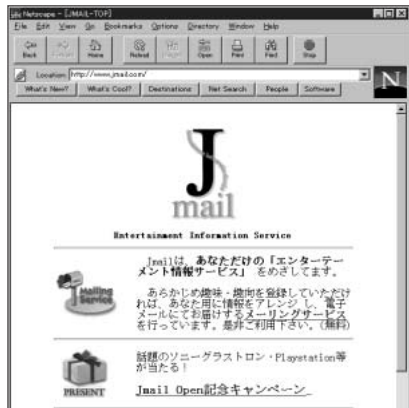 Netscape - [JMAIL-TOP]
File Edit View Go Bookmarks Options Directory Window Help
Back Forward Home Reload Images Open Print Find Stop
Location: http://www.jmail.com/
What's New? What's Cool? Destinations Net Search People Software
N
J
mail
Entertainment Information Service
Jmailは、あなただけの「エンターテー
メント情報サービス」 をめざしてます。
Mailing
Service
あらかじめ趣味・趣向を登録していただけ
れば、あなた用に情報をアレンジし、電子
メールにてお届けするメーリングサービス
を行っています。是非ご利用下さい。(無料)
話題のソニーグラストロン・Playstation等
が当たる！
PRESENT
Jmail Open記念キャンペーン